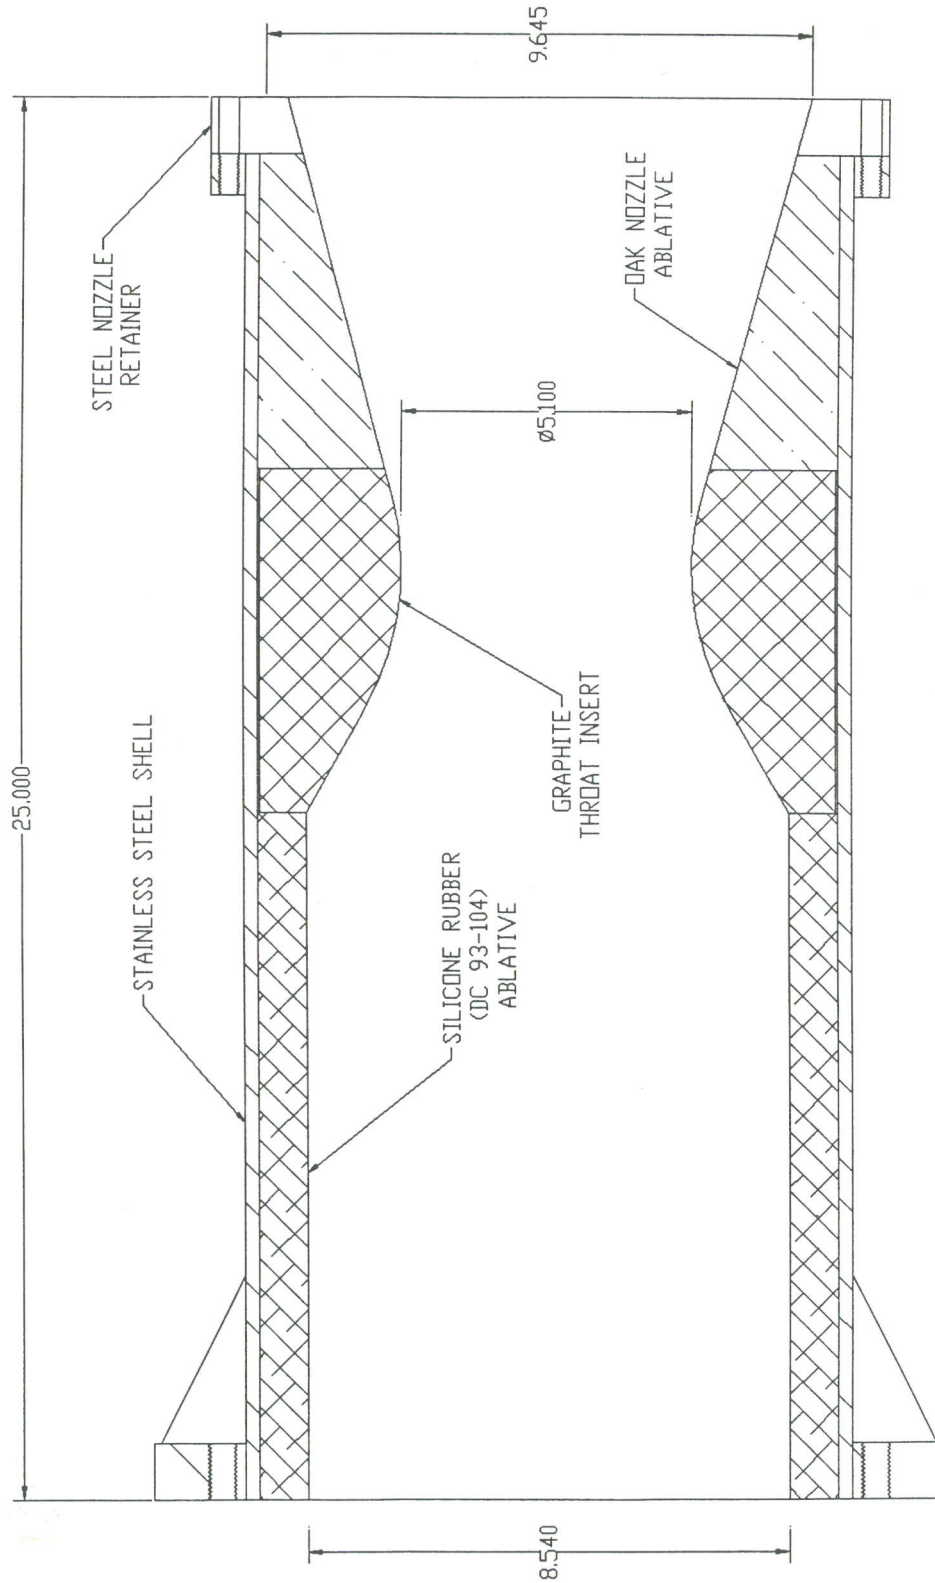 25.000
STAINLESS STEEL SHELL
STEEL NOZZLE
RETAINER
SILICONE RUBBER
(DC 93-104)
ABLATIVE
GRAPHITE
THROAT INSERT
OAK NOZZLE
ABLATIVE
8.540
Ø5.100
9.645